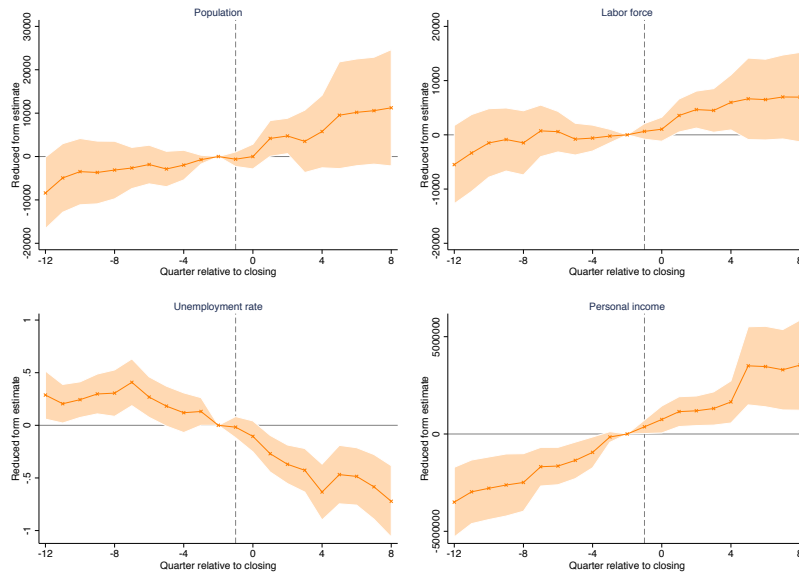 Population
Reduced form estimate
30000
20000
10000
0
-10000
-20000
-12 -8 -4 0 4 8
Quarter relative to closing
Labor force
Reduced form estimate
20000
10000
0
-10000
-20000
-12 -8 -4 0 4 8
Quarter relative to closing
Unemployment rate
Reduced form estimate
1
.5
0
-.5
-1
-12 -8 -4 0 4 8
Quarter relative to closing
Personal income
Reduced form estimate
5000000
0
-5000000
-12 -8 -4 0 4 8
Quarter relative to closing